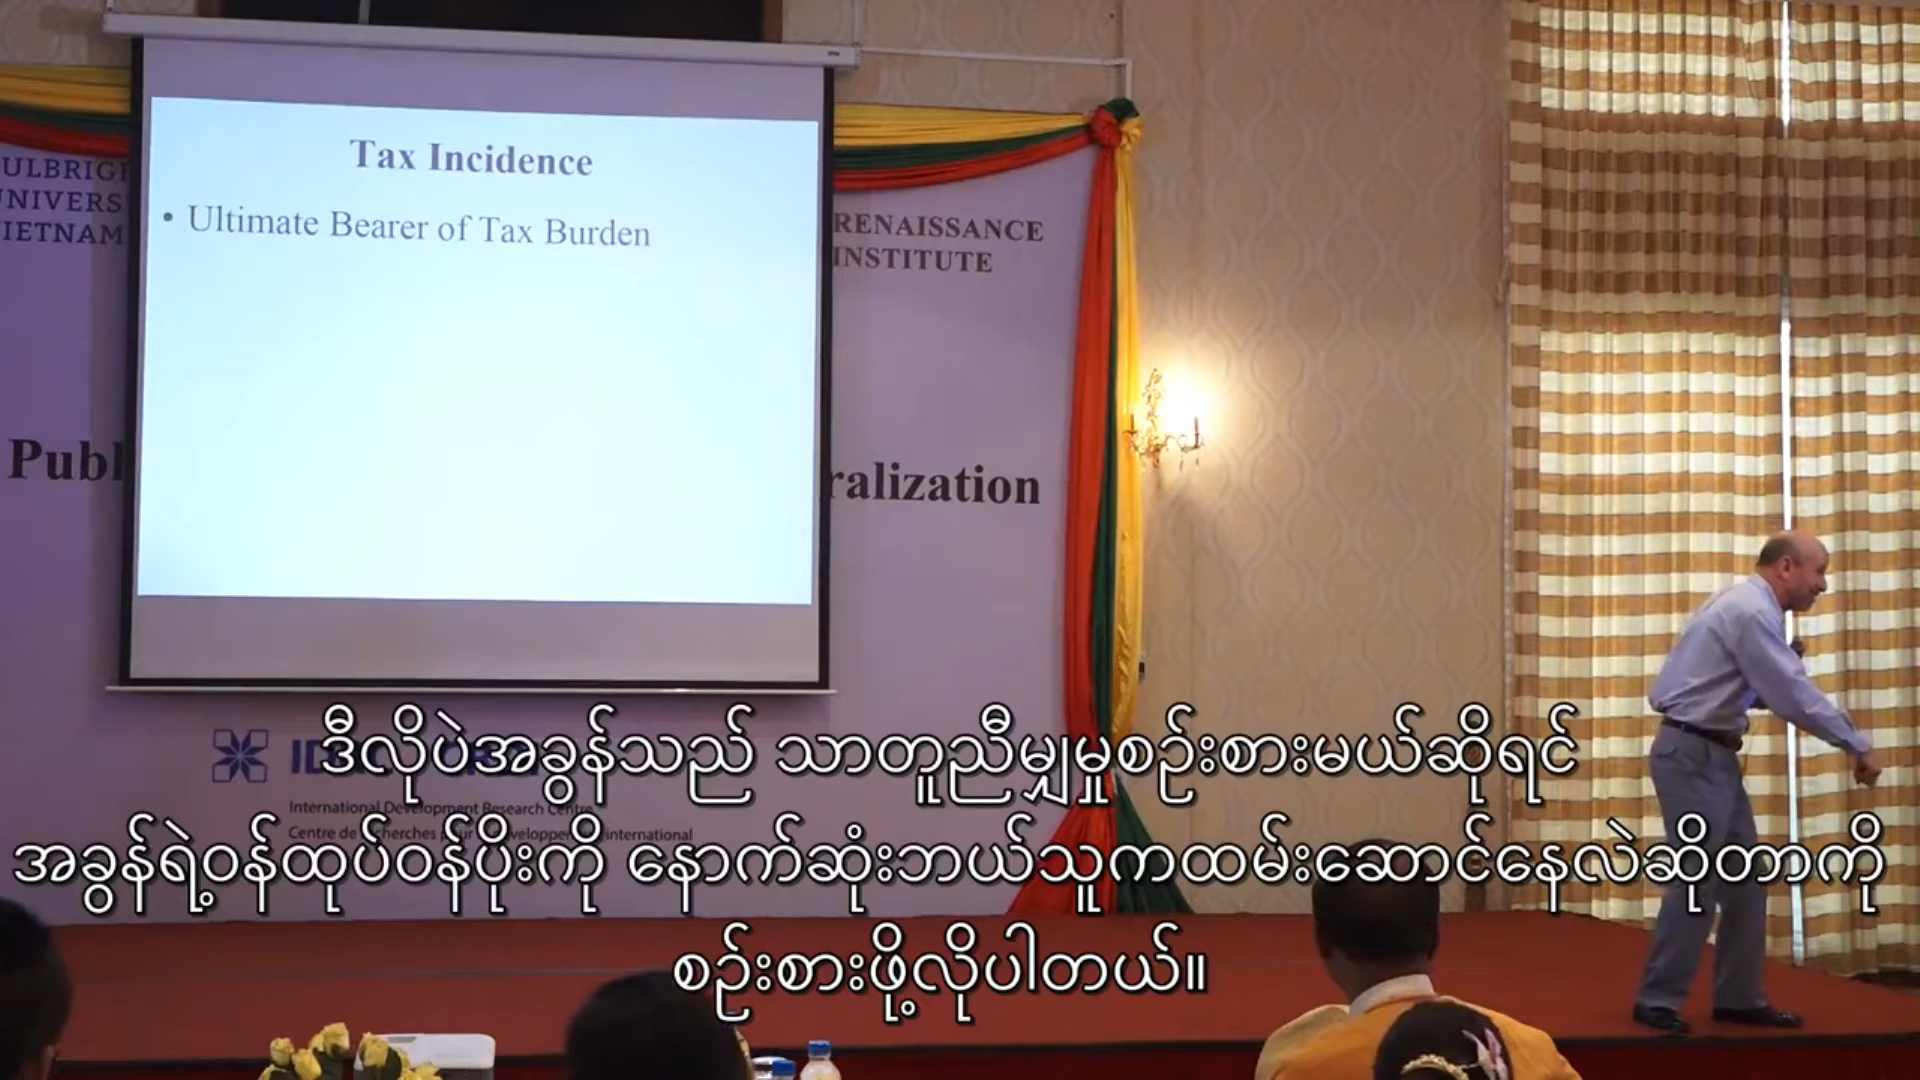 Tax Incidence
• Ultimate Bearer of Tax Burden
RENAISSANCE
INSTITUTE
VIETNAM
ralization
ဒီလိုပဲအခွန်သည် သာတူညီမျှမှုစဉ်းစားမယ်ဆိုရင်
International Development Research Centre
အခွန်ရဲ့ဝန်ထုပ်ဝန်ပိုးကို နောက်ဆုံးဘယ်သူကထမ်းဆောင်နေလဲဆိုတာကို
စဉ်းစားဖို့လိုပါတယ်။